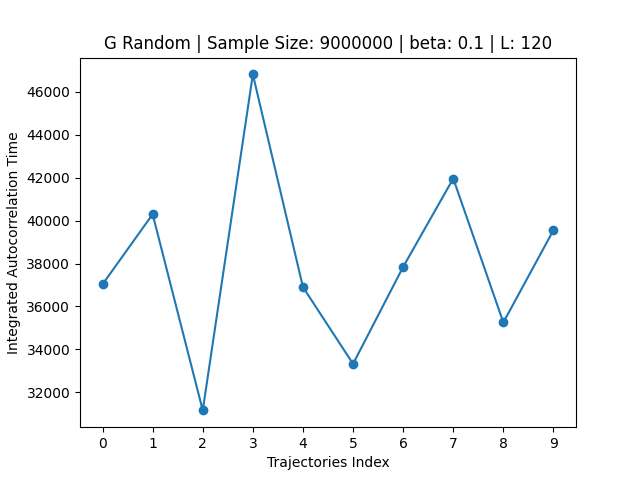 G Random | Sample Size: 9000000 | beta: 0.1 | L: 120
Integrated Autocorrelation Time
46000
44000
42000
40000
38000
36000
34000
32000
0 1 2 3 4 5 6 7 8 9
Trajectories Index